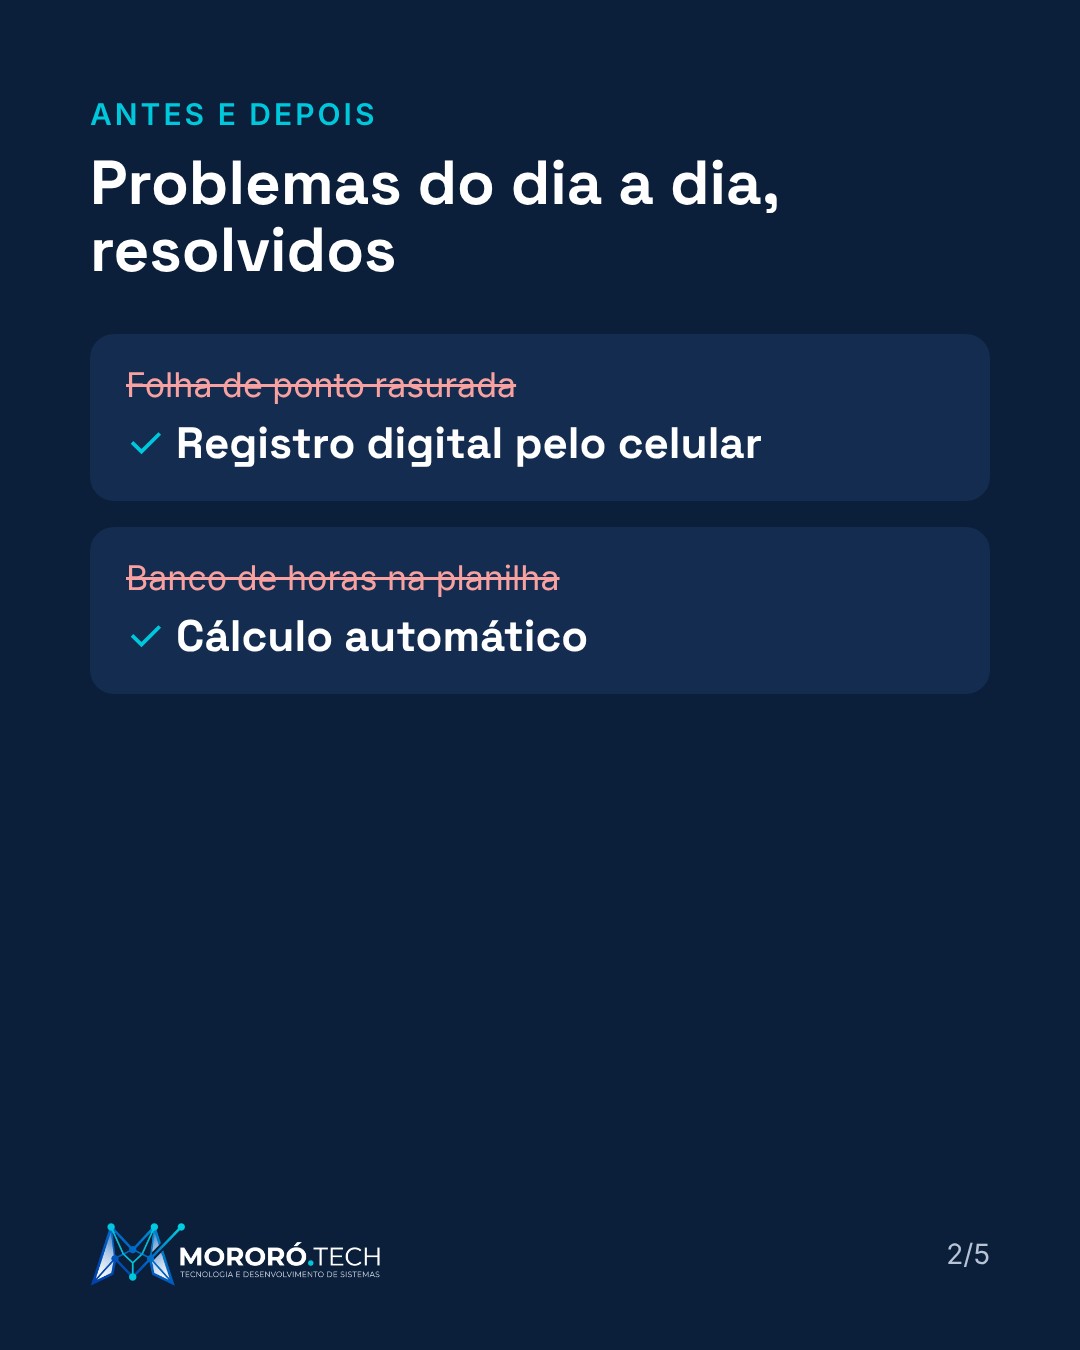 ANTES E DEPOIS
Problemas do dia a dia,
resolvidos
Folha de ponto rasurada
✓ Registro digital pelo celular
Banco de horas na planilha
✓ Cálculo automático
MORORÓ.TECH
TECNOLOGIA E DESENVOLVIMENTO DE SISTEMAS
2/5